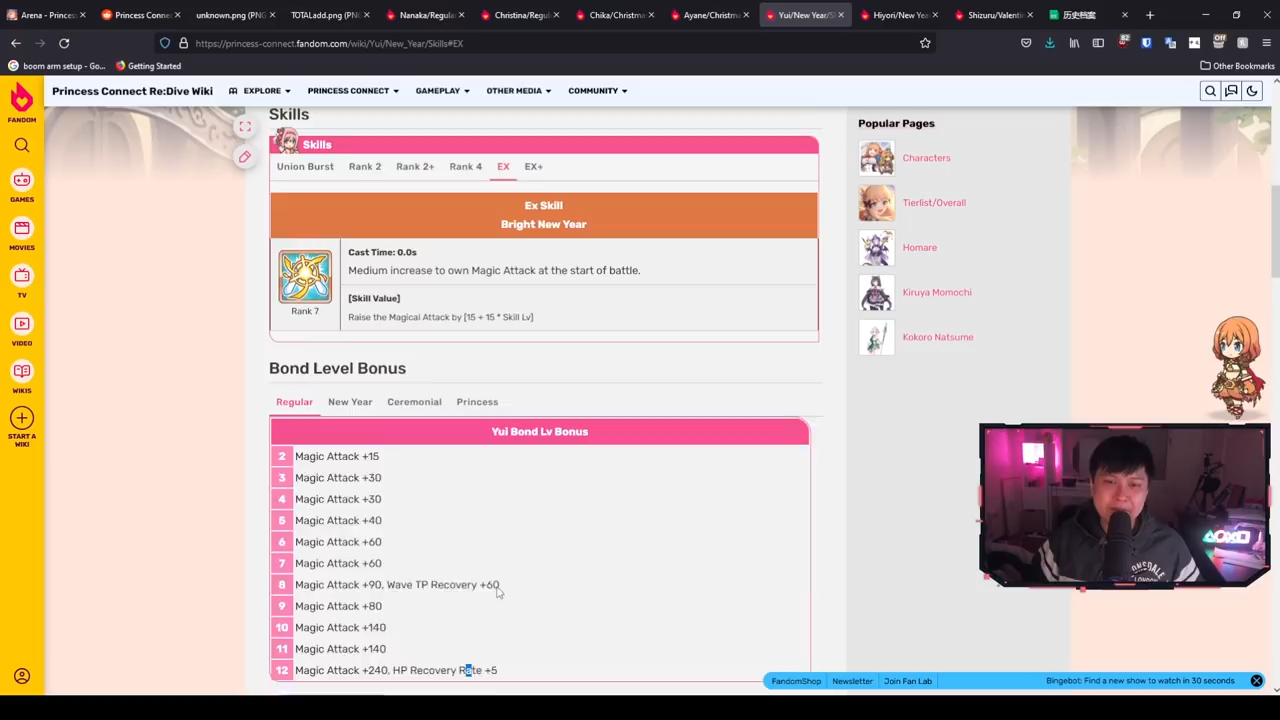 Arena - Princess Co
Princess Connect
unknown.png (PNG
TOTALadd.png (PNG
Nanaka/Regular
Christina/Regul
Chika/Christmas
Ayane/Christma
Yui/New Year/S
Hiyori/New Yea
Shizuru/Valenti
历史档案
https://princess-connect.fandom.com/wiki/Yui/New_Year/Skills#EX
82
Off
boom arm setup - Go...
Getting Started
Other Bookmarks
FANDOM
GAMES
MOVIES
TV
VIDEO
WIKIS
START A
WIKI
Princess Connect Re:Dive Wiki
EXPLORE
PRINCESS CONNECT
GAMEPLAY
OTHER MEDIA
COMMUNITY
Skills
Skills
Union Burst
Rank 2
Rank 2+
Rank 4
EX
EX+
Ex Skill
Bright New Year
Rank 7
Cast Time: 0.0s
Medium increase to own Magic Attack at the start of battle.
[Skill Value]
Raise the Magical Attack by [15 + 15 * Skill Lv]
Bond Level Bonus
Regular
New Year
Ceremonial
Princess
Yui Bond Lv Bonus
2 Magic Attack +15
3 Magic Attack +30
4 Magic Attack +30
5 Magic Attack +40
6 Magic Attack +60
7 Magic Attack +60
8 Magic Attack +90, Wave TP Recovery +60
9 Magic Attack +80
10 Magic Attack +140
11 Magic Attack +140
12 Magic Attack +240, HP Recovery Rate +5
Popular Pages
Characters
Tierlist/Overall
Homare
Kiruya Momochi
Kokoro Natsume
FandomShop
Newsletter
Join Fan Lab
Bingebot: Find a new show to watch in 30 seconds